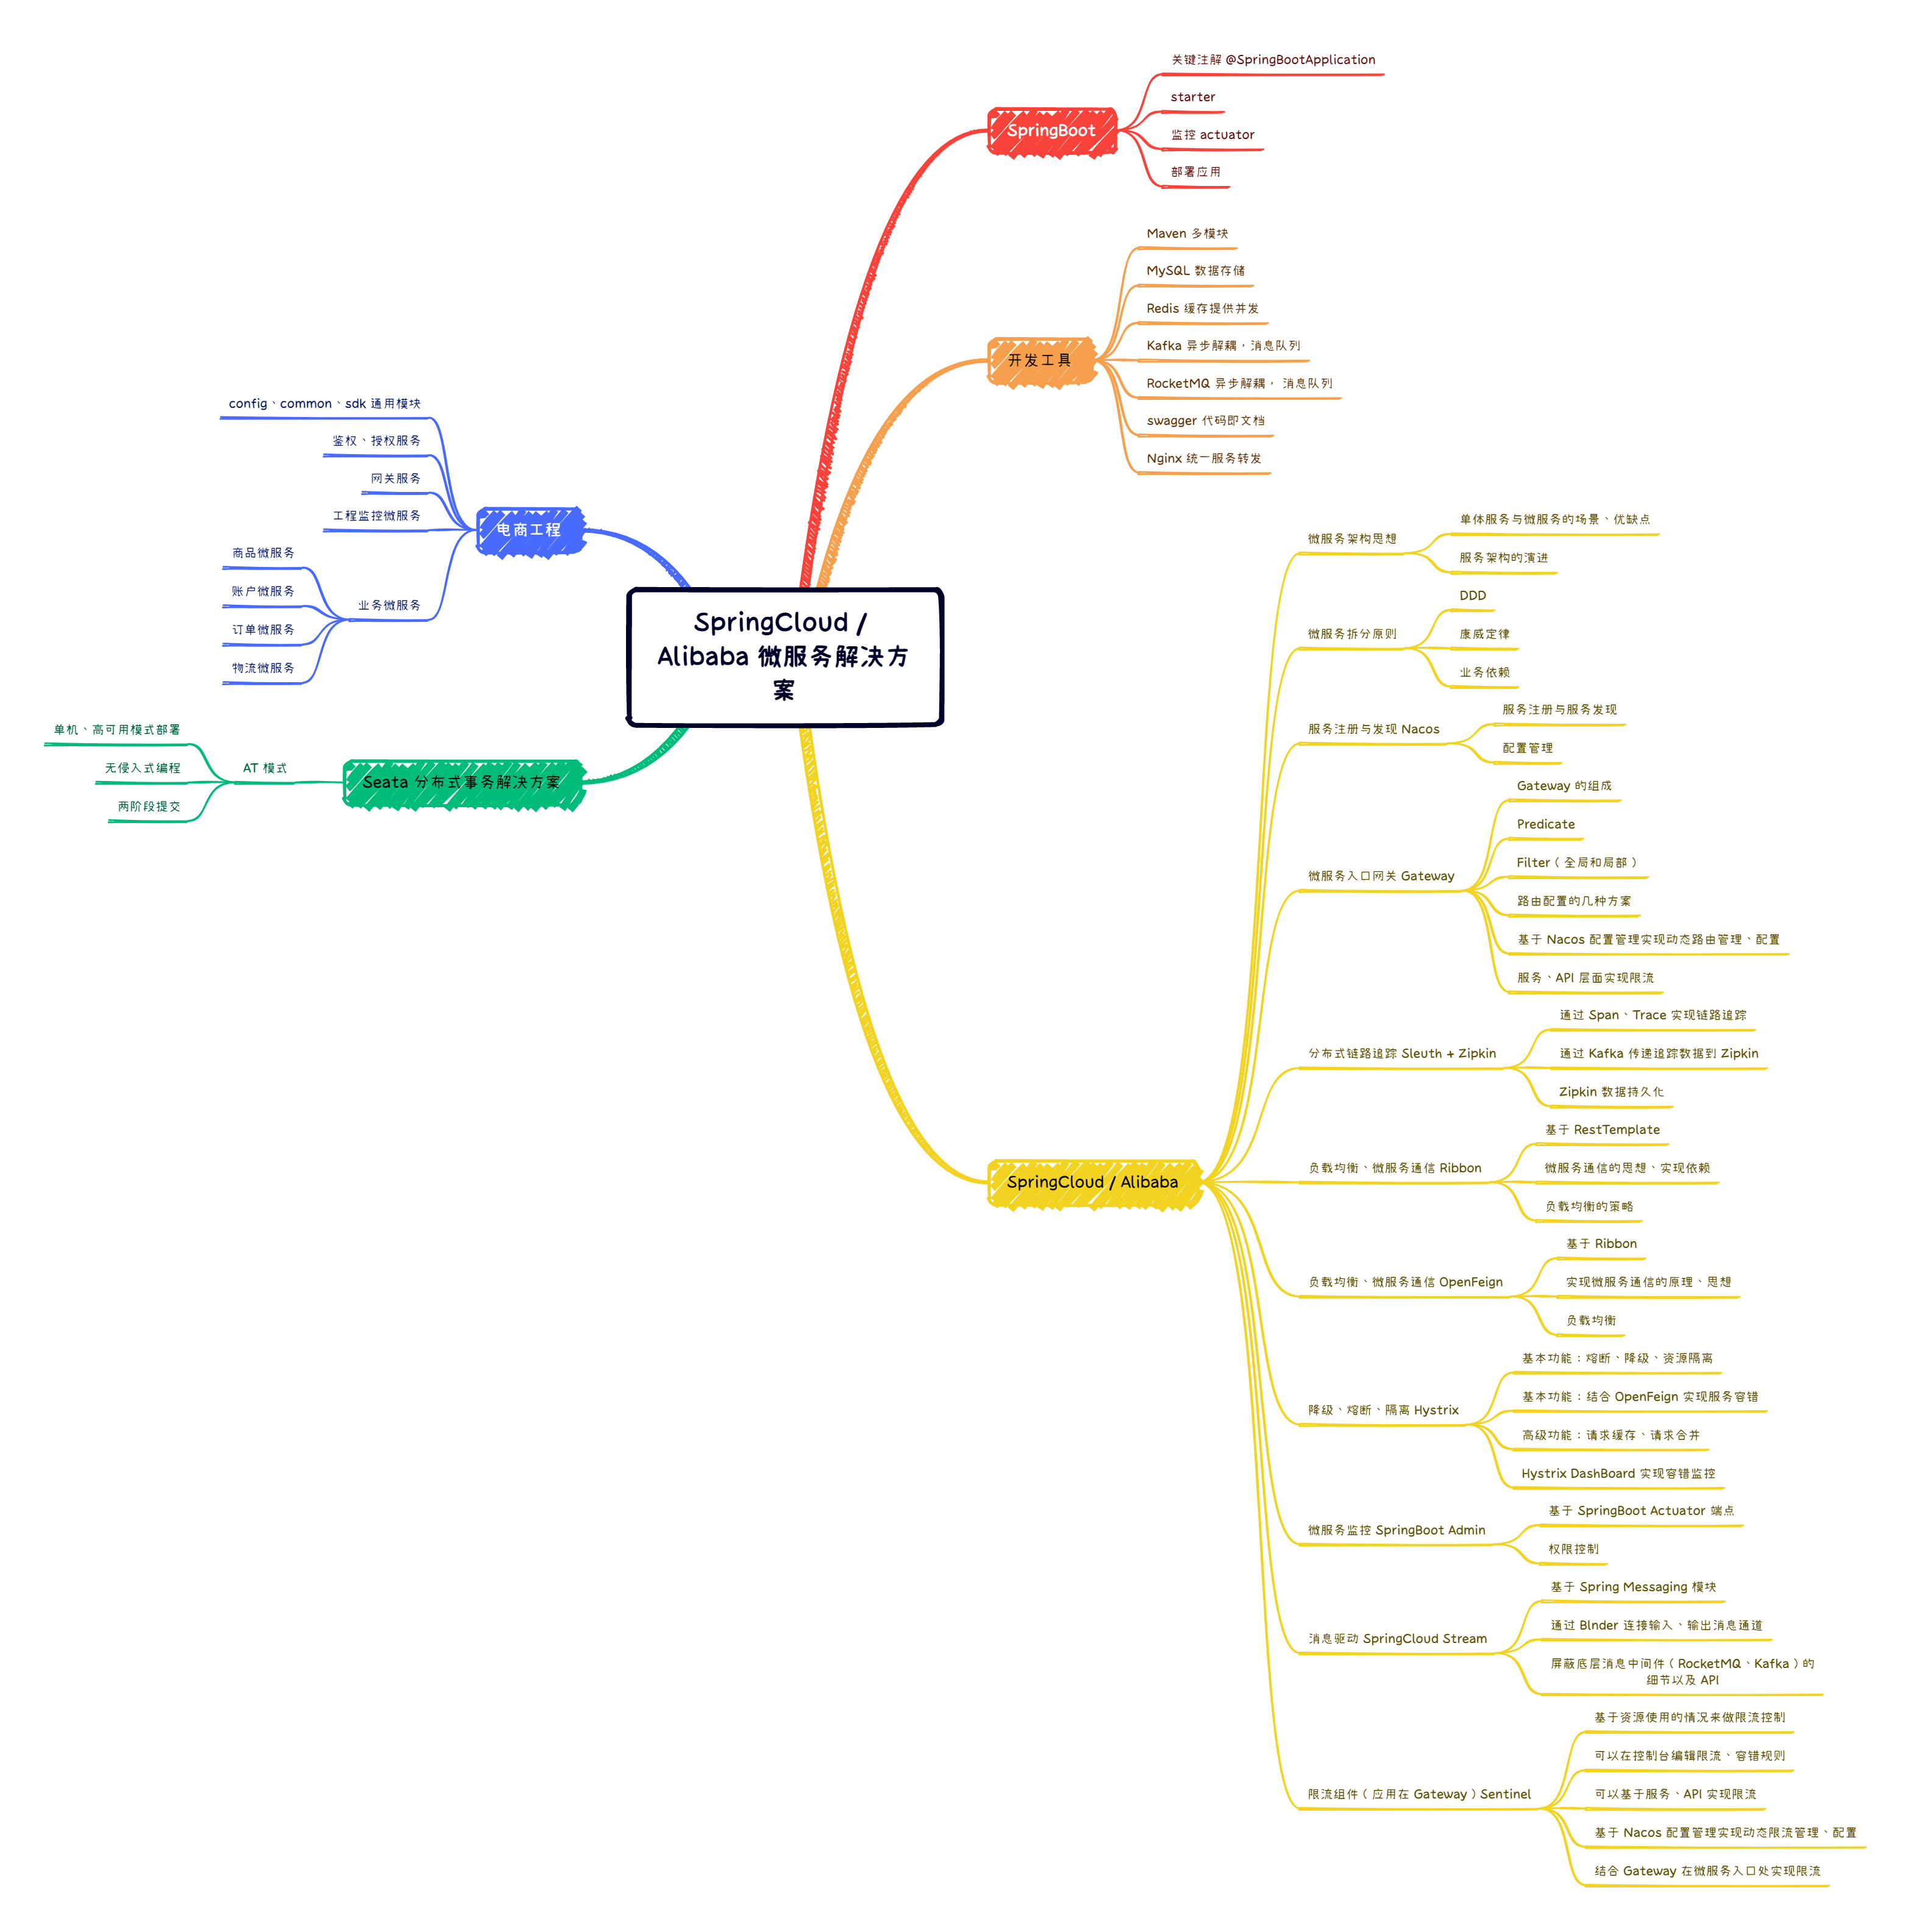 SpringCloud /
Alibaba 微服务解决方
案
SpringBoot
关键注解 @SpringBootApplication
starter
监控 actuator
部署应用
开发工具
Maven 多模块
MySQL 数据存储
Redis 缓存提供并发
Kafka 异步解耦，消息队列
RocketMQ 异步解耦， 消息队列
swagger 代码即文档
Nginx 统一服务转发
SpringCloud / Alibaba
微服务架构思想
单体服务与微服务的场景、优缺点
服务架构的演进
微服务拆分原则
DDD
康威定律
业务依赖
服务注册与发现 Nacos
服务注册与服务发现
配置管理
微服务入口网关 Gateway
Gateway 的组成
Predicate
Filter（全局和局部）
路由配置的几种方案
基于 Nacos 配置管理实现动态路由管理、配置
服务、API 层面实现限流
分布式链路追踪 Sleuth + Zipkin
通过 Span、Trace 实现链路追踪
通过 Kafka 传递追踪数据到 Zipkin
Zipkin 数据持久化
负载均衡、微服务通信 Ribbon
基于 RestTemplate
微服务通信的思想、实现依赖
负载均衡的策略
负载均衡、微服务通信 OpenFeign
基于 Ribbon
实现微服务通信的原理、思想
负载均衡
降级、熔断、隔离 Hystrix
基本功能：熔断、降级、资源隔离
基本功能：结合 OpenFeign 实现服务容错
高级功能：请求缓存、请求合并
Hystrix DashBoard 实现容错监控
微服务监控 SpringBoot Admin
基于 SpringBoot Actuator 端点
权限控制
消息驱动 SpringCloud Stream
基于 Spring Messaging 模块
通过 BInder 连接输入、输出消息通道
屏蔽底层消息中间件（RocketMQ、Kafka）的
细节以及 API
限流组件（应用在 Gateway）Sentinel
基于资源使用的情况来做限流控制
可以在控制台编辑限流、容错规则
可以基于服务、API 实现限流
基于 Nacos 配置管理实现动态限流管理、配置
结合 Gateway 在微服务入口处实现限流
电商工程
config、common、sdk 通用模块
鉴权、授权服务
网关服务
工程监控微服务
业务微服务
商品微服务
账户微服务
订单微服务
物流微服务
Seata 分布式事务解决方案
AT 模式
单机、高可用模式部署
无侵入式编程
两阶段提交